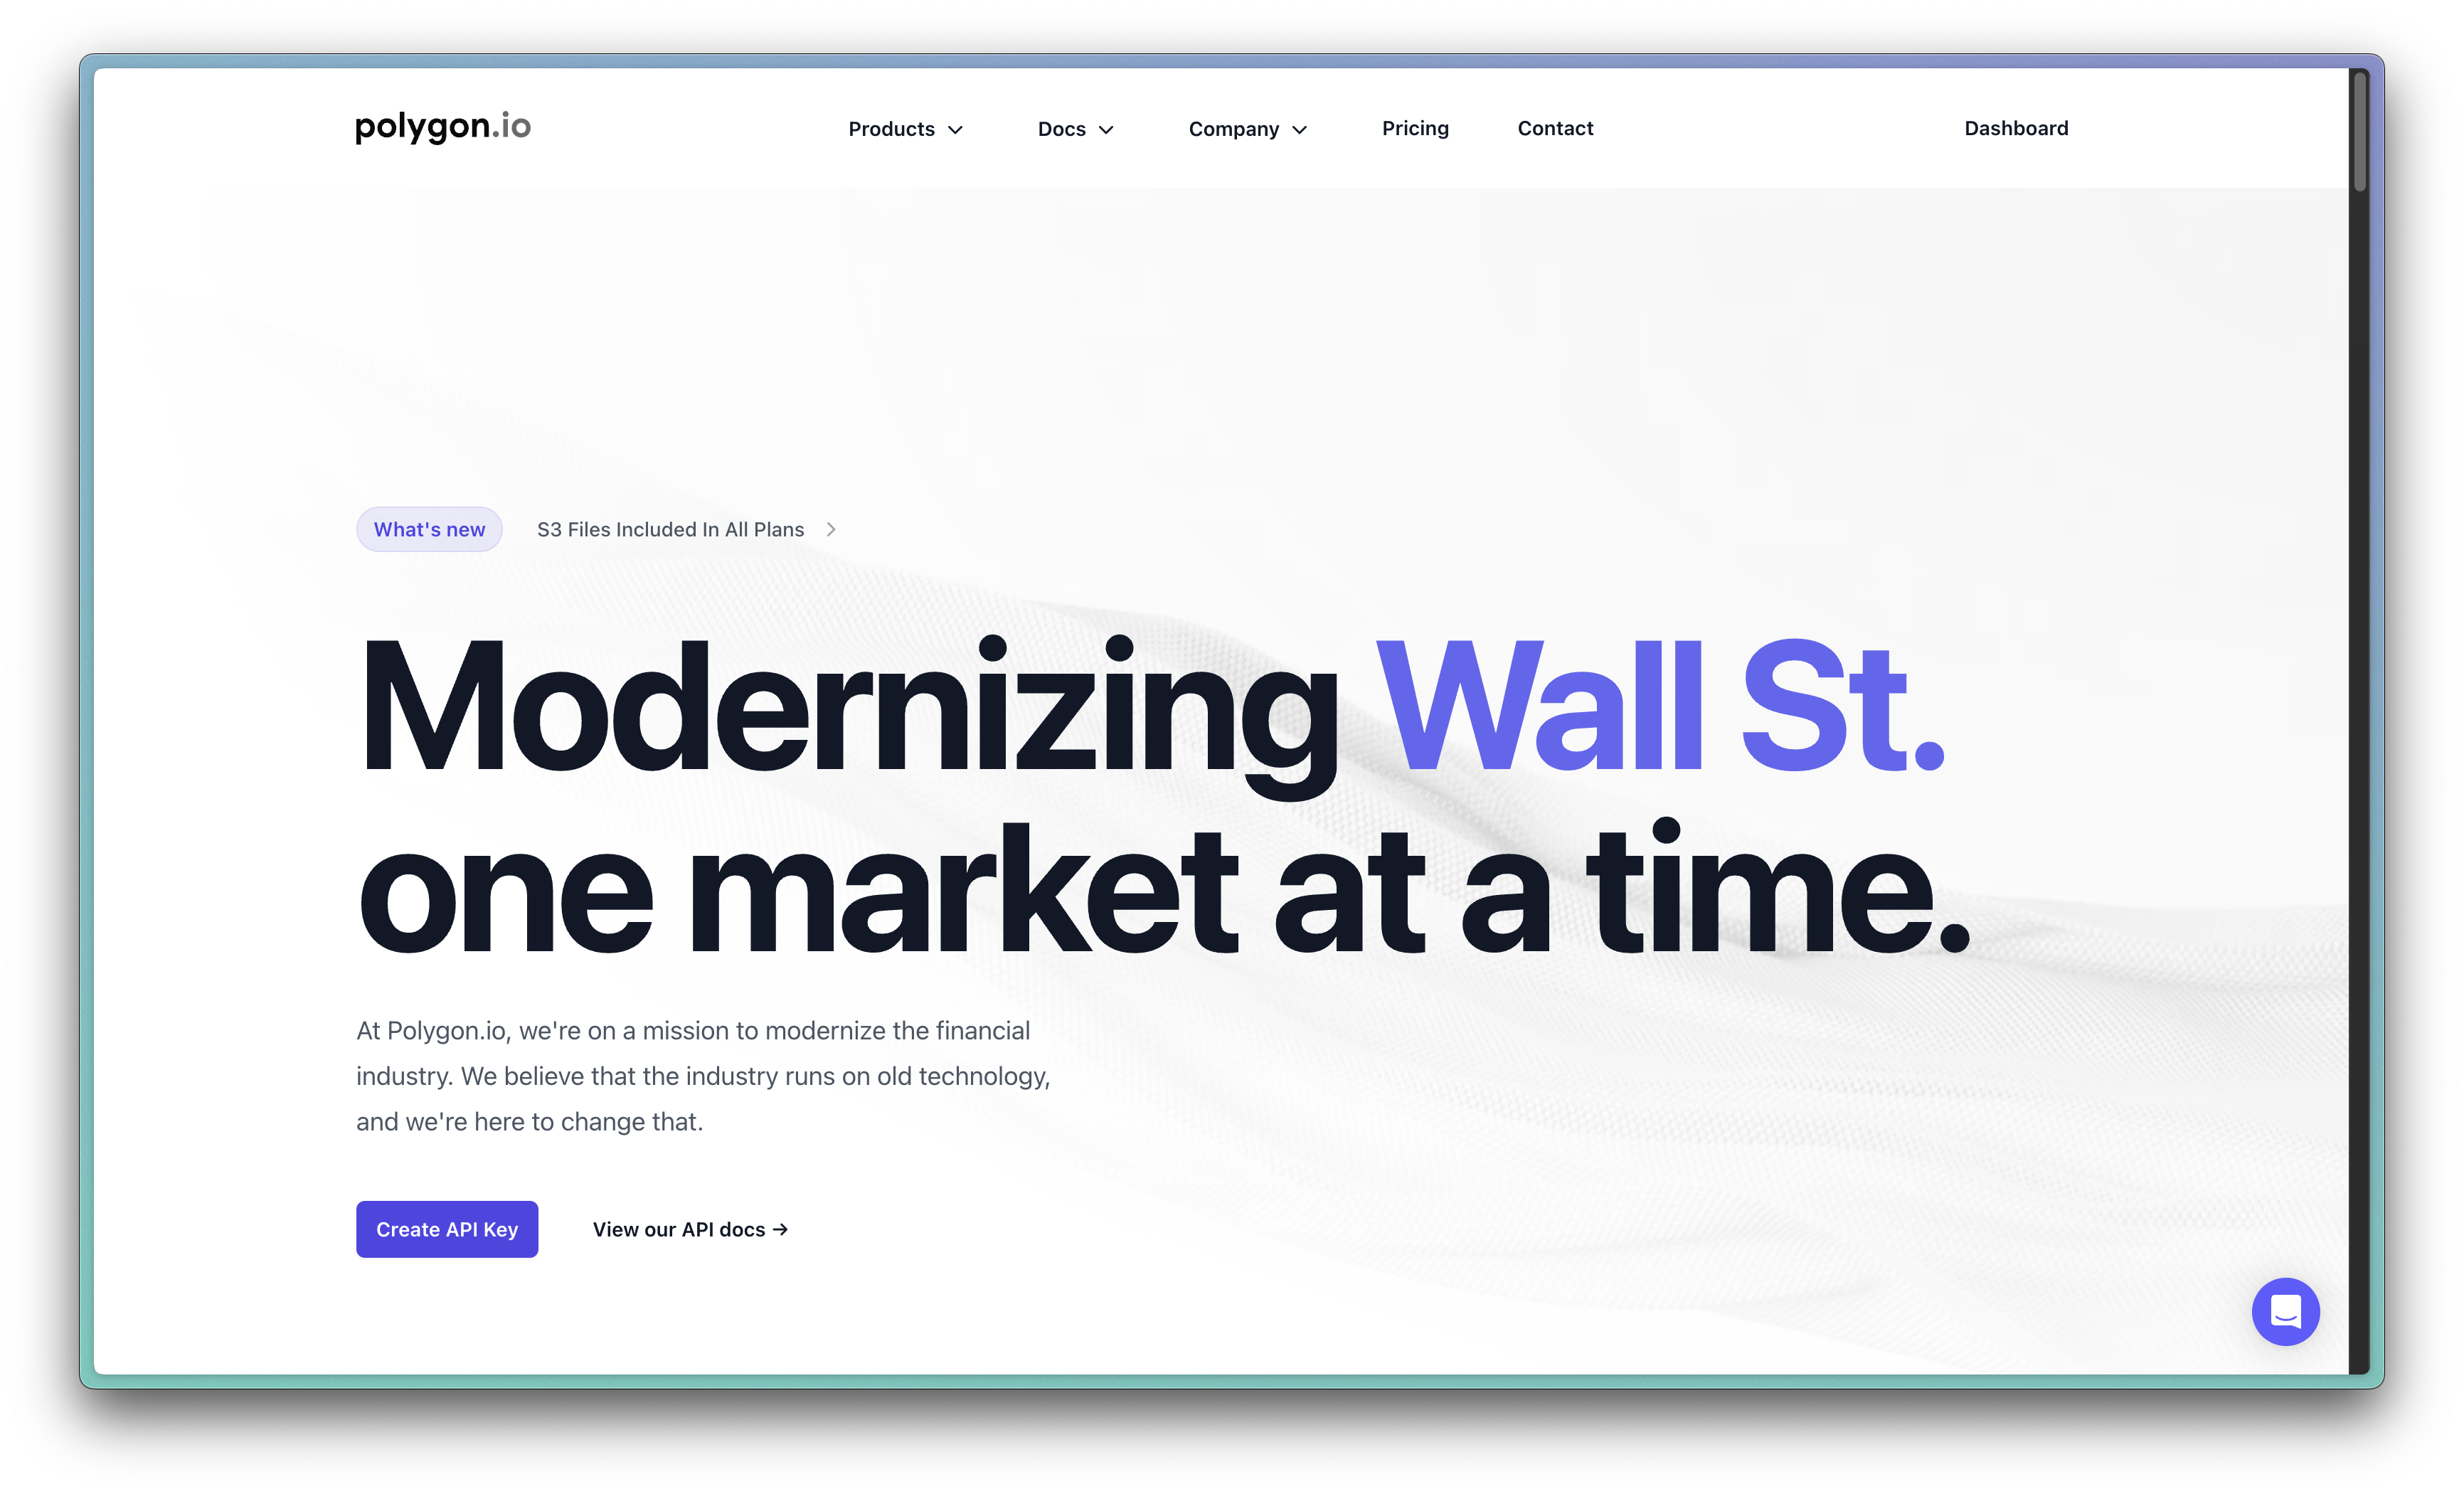 polygon.io
Products
Docs
Company
Pricing
Contact
Dashboard
What's new
S3 Files Included In All Plans
Modernizing Wall St.
one market at a time.
At Polygon.io, we're on a mission to modernize the financial
industry. We believe that the industry runs on old technology,
and we're here to change that.
Create API Key
View our API docs →